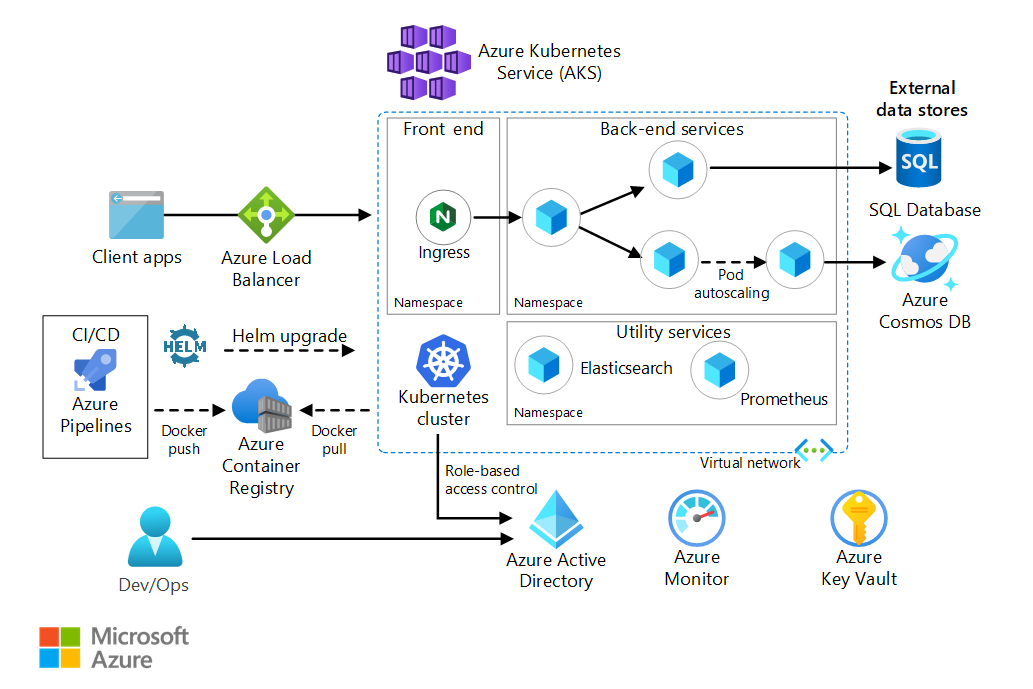 Azure Kubernetes
Service (AKS)
External
data stores
Front end
Back-end services
SQL
SQL Database
Client apps
Azure Load
Balancer
N
Ingress
Pod
autoscaling
Azure
Cosmos DB
Namespace
Namespace
CI/CD
Azure
Pipelines
HELM
Helm upgrade
Utility services
Elasticsearch
Prometheus
Namespace
Kubernetes
cluster
Docker
push
Docker
pull
Azure
Container
Registry
Virtual network
Role-based
access control
Dev/Ops
Azure Active
Directory
Azure
Monitor
Azure
Key Vault
Microsoft
Azure